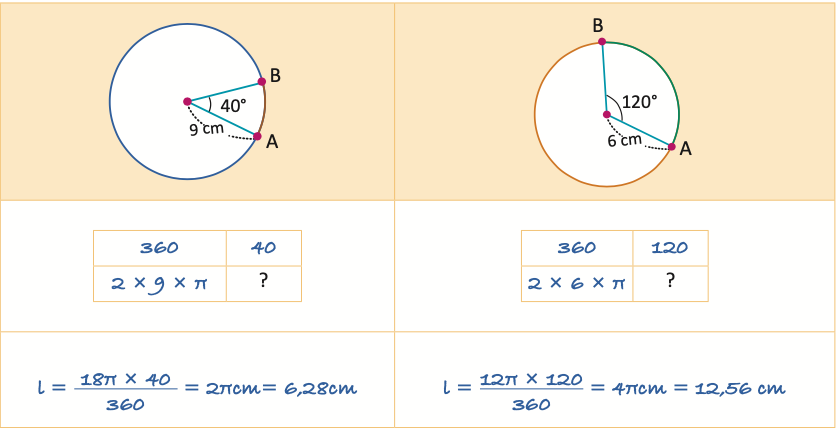 B
40°
9 cm
A
B
120°
6 cm
A
360 40
2 × 9 × π ?
360 120
2 × 6 × π ?
l = 18π × 40 / 360 = 2πcm= 6,28cm
l = 12π × 120 / 360 = 4πcm = 12,56 cm